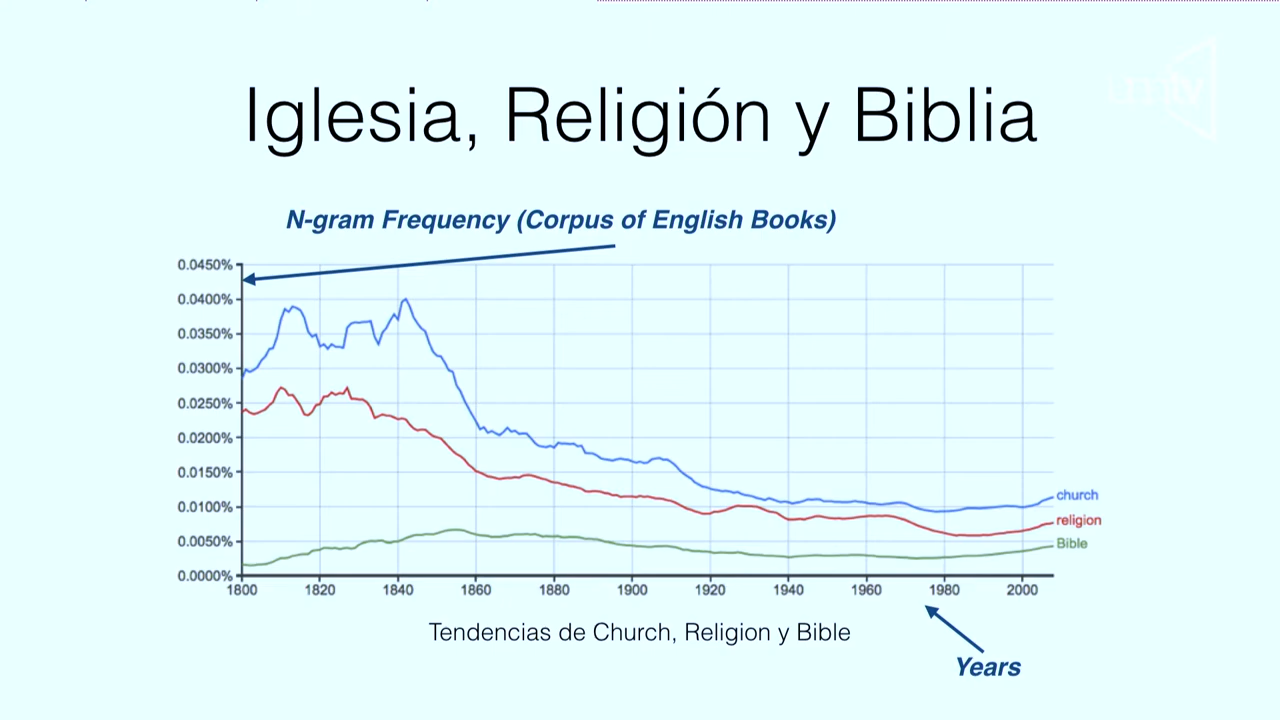 Iglesia, Religión y Biblia
umtv
N-gram Frequency (Corpus of English Books)
0.0450%
0.0400%
0.0350%
0.0300%
0.0250%
0.0200%
0.0150%
0.0100%
0.0050%
0.0000%
church
religion
Bible
1800 1820 1840 1860 1880 1900 1920 1940 1960 1980 2000
Tendencias de Church, Religion y Bible
Years